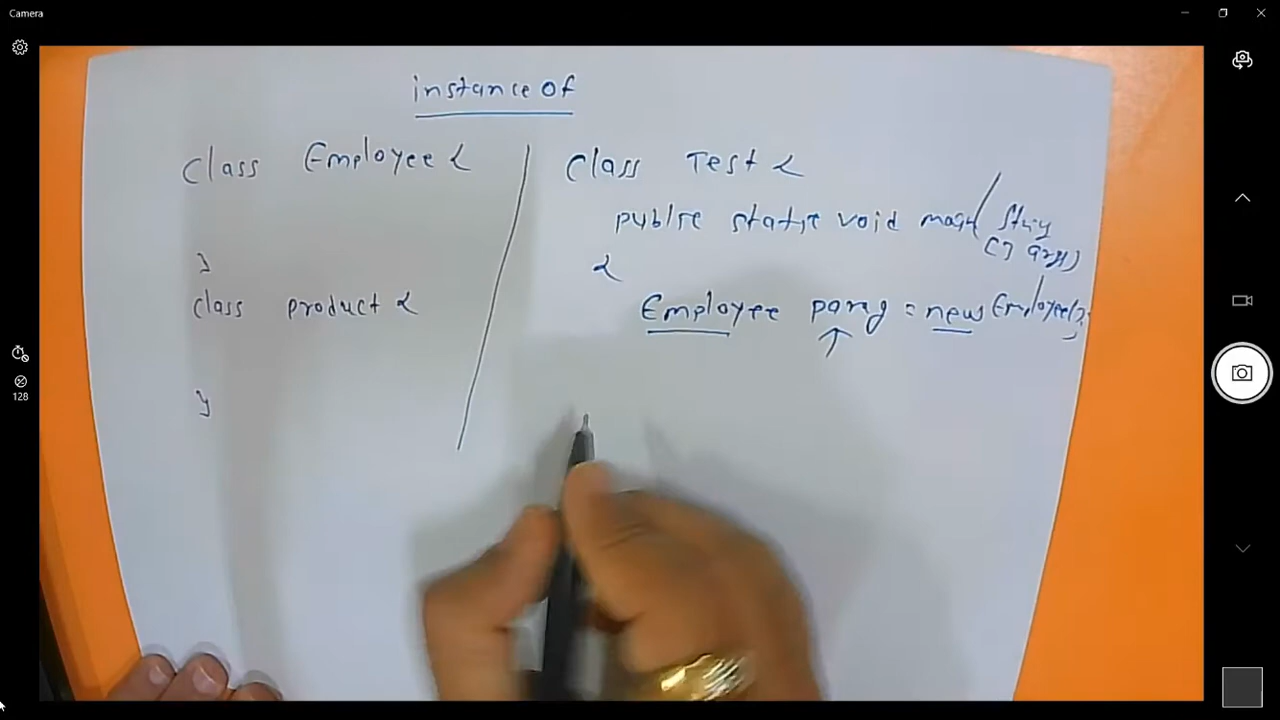 Camera
instance of
Class Employee {
}
class product {
}
Class Test {
public static void main ( String
[] args)
{
Employee parag = new Employee();
128